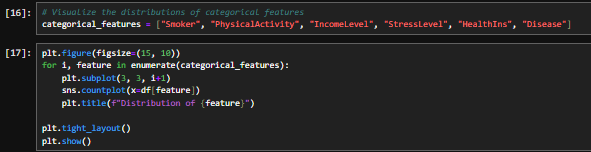 [16]: # Visualize the distributions of categorical features
categorical_features = ["Smoker", "PhysicalActivity", "IncomeLevel", "StressLevel", "HealthIns", "Disease"]
[17]: plt.figure(figsize=(15, 10))
for i, feature in enumerate(categorical_features):
    plt.subplot(3, 3, i+1)
    sns.countplot(x=df[feature])
    plt.title(f"Distribution of {feature}")
plt.tight_layout()
plt.show()